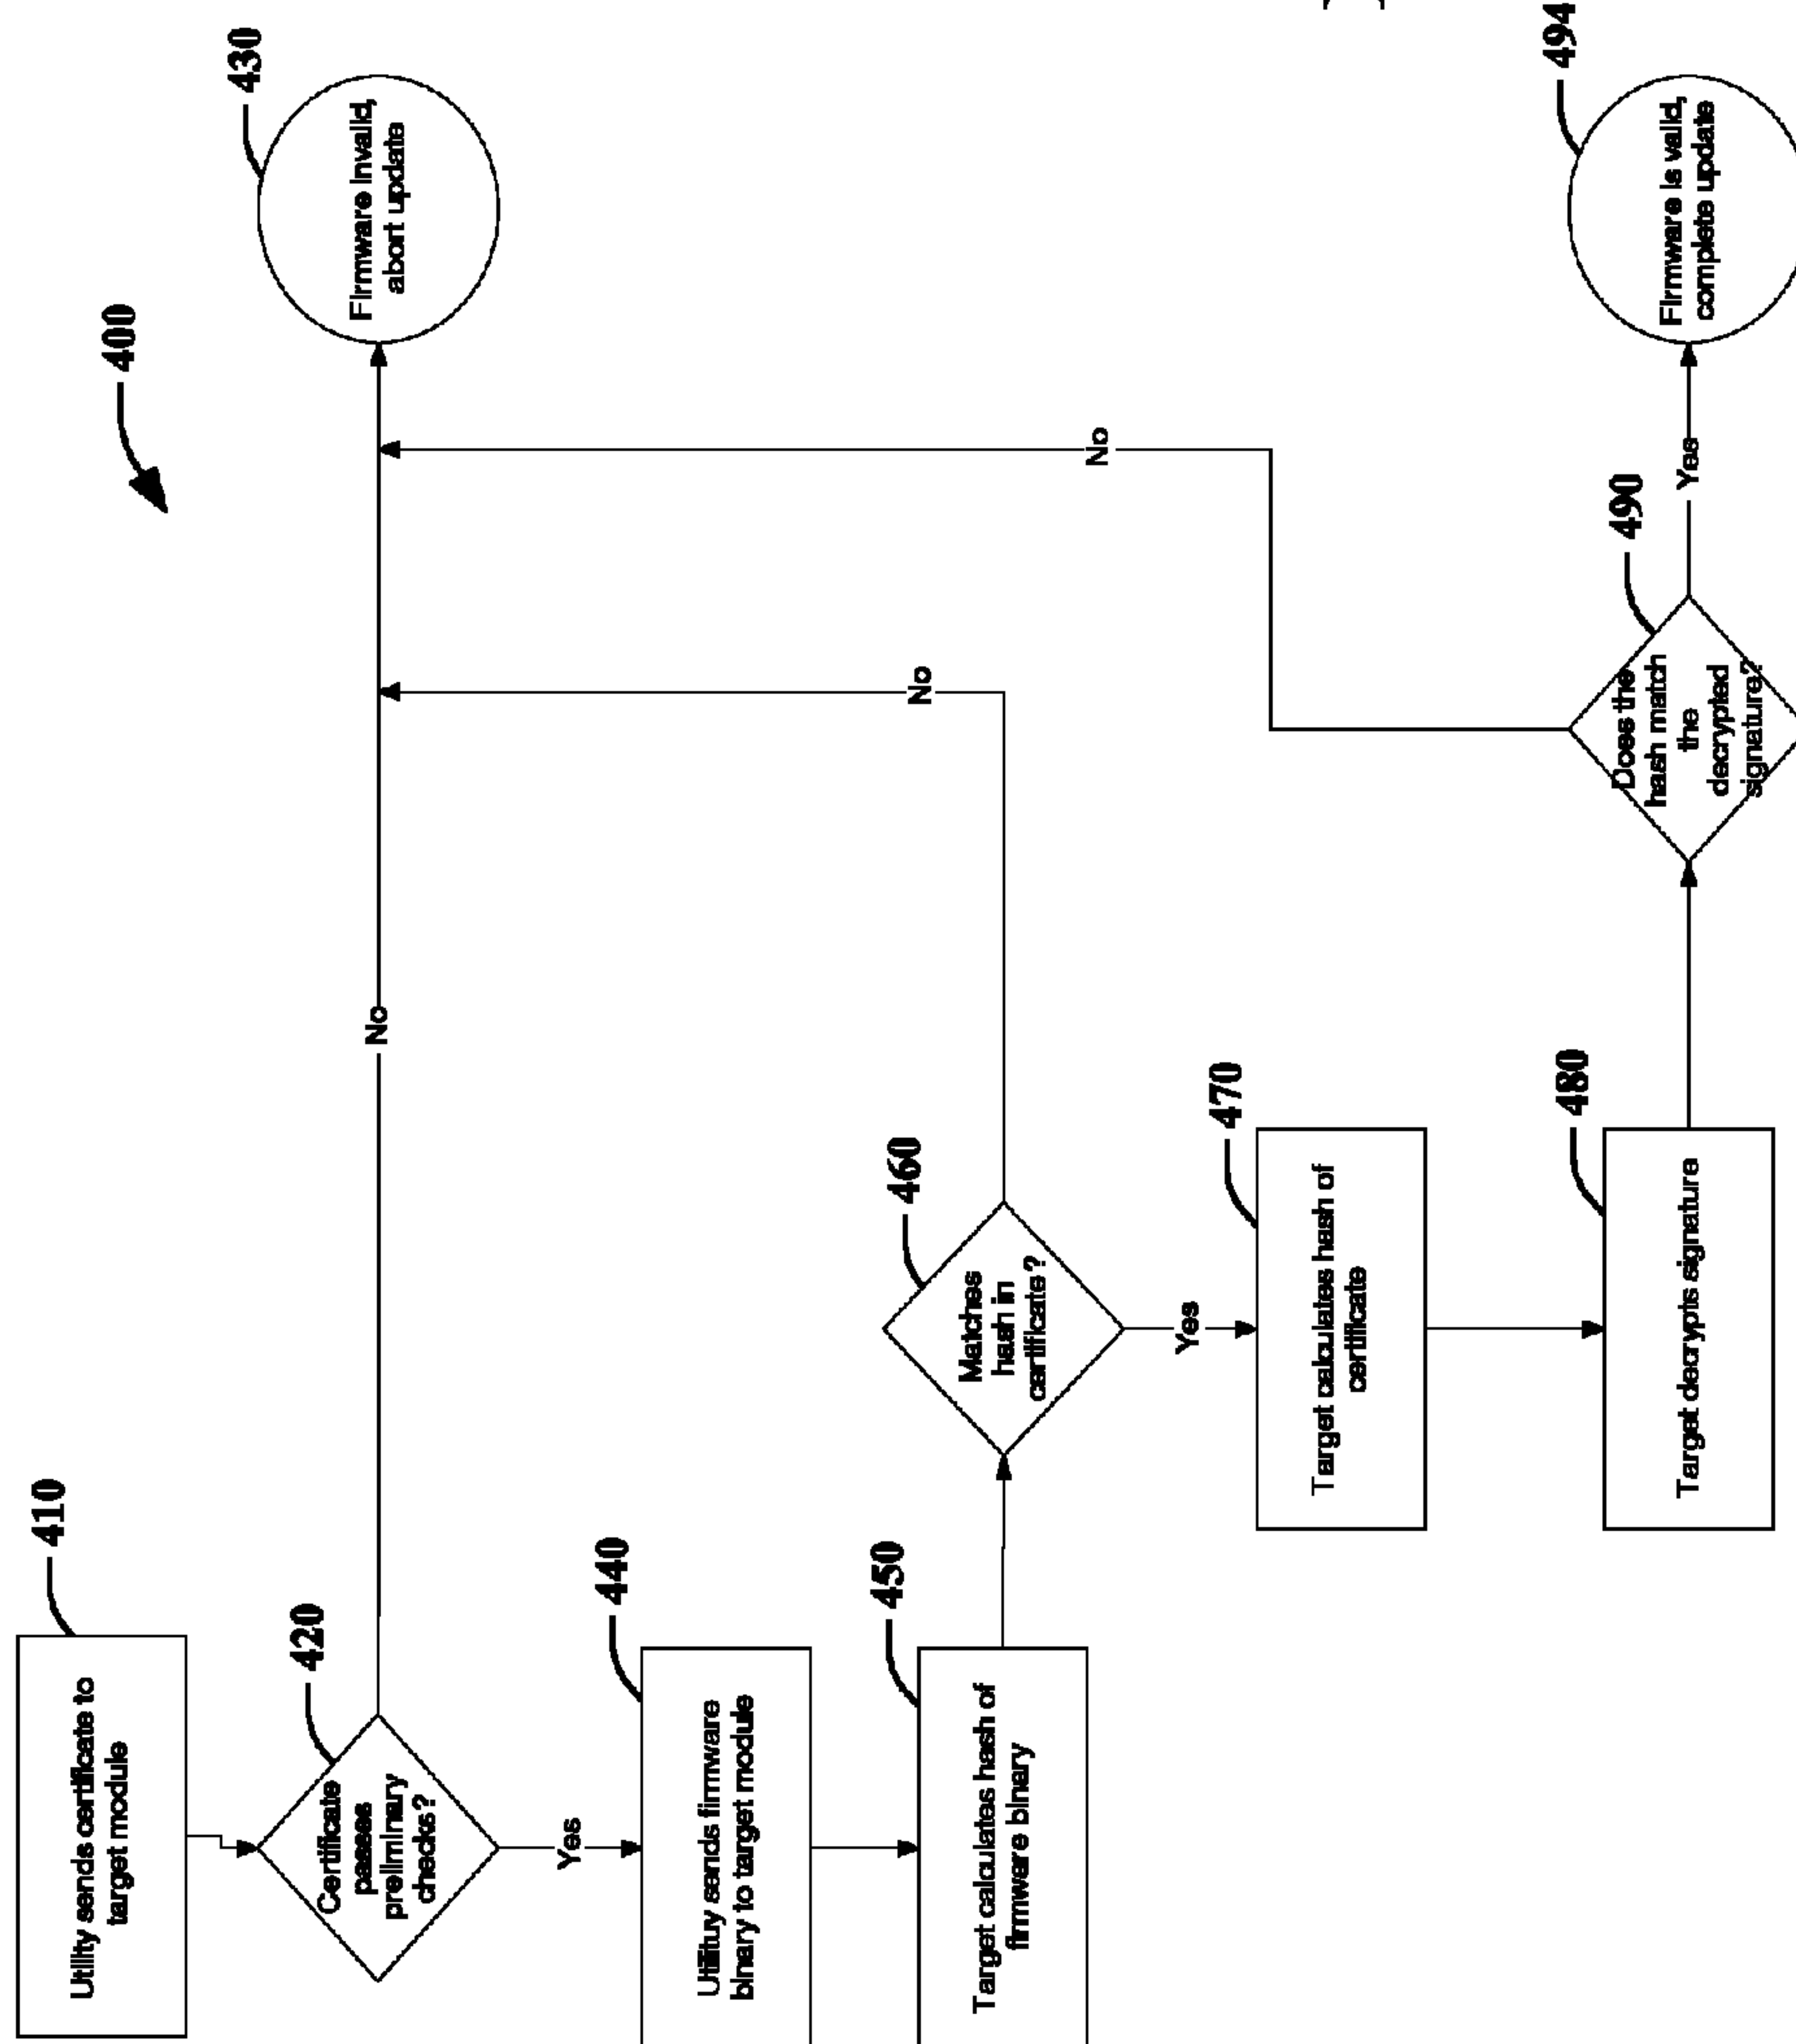 400
410
Utility sends certificate to
target module
420
Certificate
passes
preliminary
checks?
No
430
Firmware invalid,
abort update
Yes
440
Utilituy sends firmware
binary to target module
450
Target calculates hash of
firmware binary
460
Matches
hash in
certificate?
No
Yes
470
Target calculates hash of
certificate
480
Target decrypts signature
490
Does the
hash match
the
decrypted
signature?
No
Yes
494
Firmware is valid,
complete update